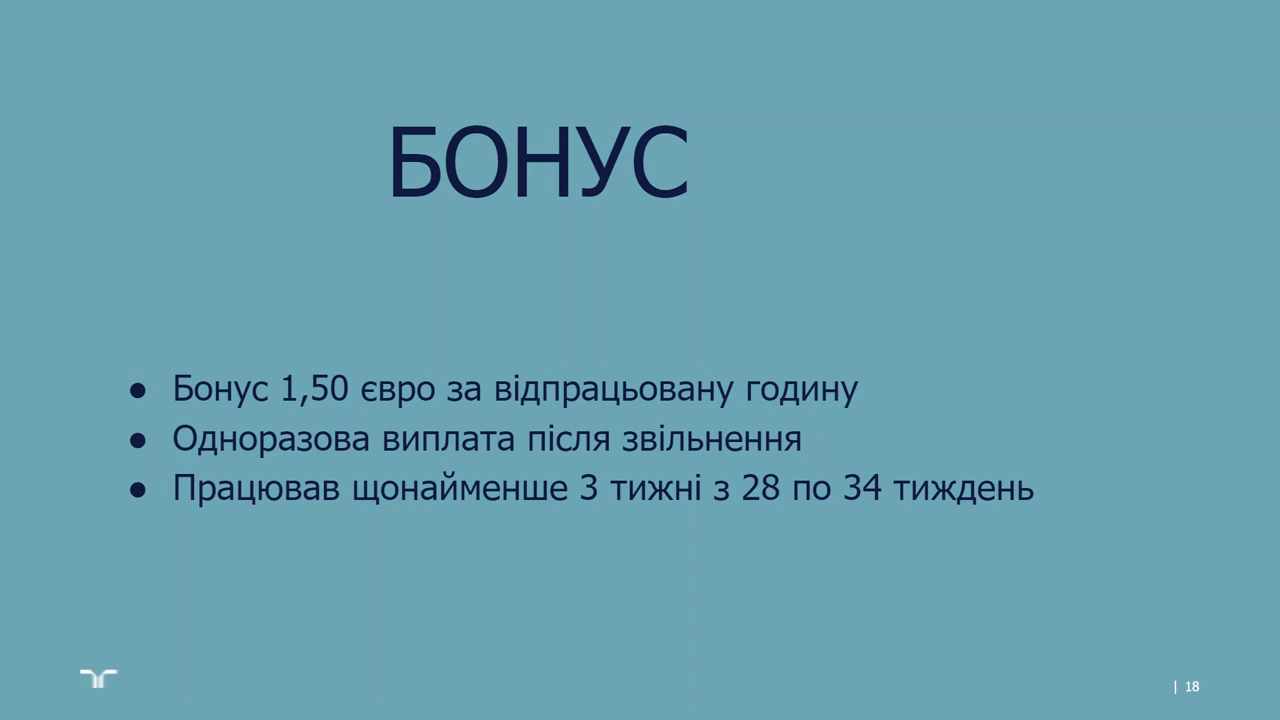 БОНУС
● Бонус 1,50 євро за відпрацьовану годину
● Одноразова виплата після звільнення
● Працював щонайменше 3 тижні з 28 по 34 тиждень
| 18